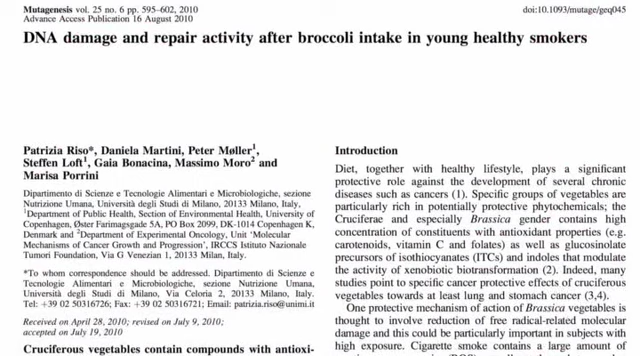 Mutagenesis vol. 25 no. 6 pp. 595–602, 2010
doi:10.1093/mutage/geq045
Advance Access Publication 16 August 2010
DNA damage and repair activity after broccoli intake in young healthy smokers
Patrizia Riso*, Daniela Martini, Peter Møller1,
Steffen Loft1, Gaia Bonacina, Massimo Moro2 and
Marisa Porrini
Dipartimento di Scienze e Tecnologie Alimentari e Microbiologiche, sezione
Nutrizione Umana, Università degli Studi di Milano, 20133 Milano, Italy,
1Department of Public Health, Section of Environmental Health, University of
Copenhagen, Øster Farimagsgade 5A, PO Box 2099, DK-1014 Kopenhagen K,
Denmark and 2Department of Experimental Oncology, Unit ‘Molecular
Mechanisms of Cancer Growth and Progression’, IRCCS Istituto Nazionale
Tumori Foundation, Via G Venezian 1, 20133 Milan, Italy.
*To whom correspondence should be addressed. Dipartimento di Scienze e
Tecnologie Alimentari e Microbiologiche, sezione Nutrizione Umana,
Università degli Studi di Milano, Via Celoria 2, 20133 Milano, Italy.
Tel: +39 02 50316726; Fax: +39 02 50316721; Email: patrizia.riso@unimi.it
Received on April 28, 2010; revised on July 9, 2010;
accepted on July 19, 2010
Cruciferous vegetables contain compounds with antioxi-
Introduction
Diet, together with healthy lifestyle, plays a significant
protective role against the development of several chronic
diseases such as cancers (1). Specific groups of vegetables are
particularly rich in potentially protective phytochemicals; the
Cruciferae and especially Brassica gender contains high
concentration of constituents with antioxidant properties (e.g.
carotenoids, vitamin C and folates) as well as glucosinolate
precursors of isothiocyanates (ITCs) and indoles that modulate
the activity of xenobiotic biotransformation (2). Indeed, many
studies point to specific cancer protective effects of cruciferous
vegetables towards at least lung and stomach cancer (3,4).
One protective mechanism of action of Brassica vegetables is
thought to involve reduction of free radical-related molecular
damage and this could be particularly important in subjects with
high exposure. Cigarette smoke contains a large amount of